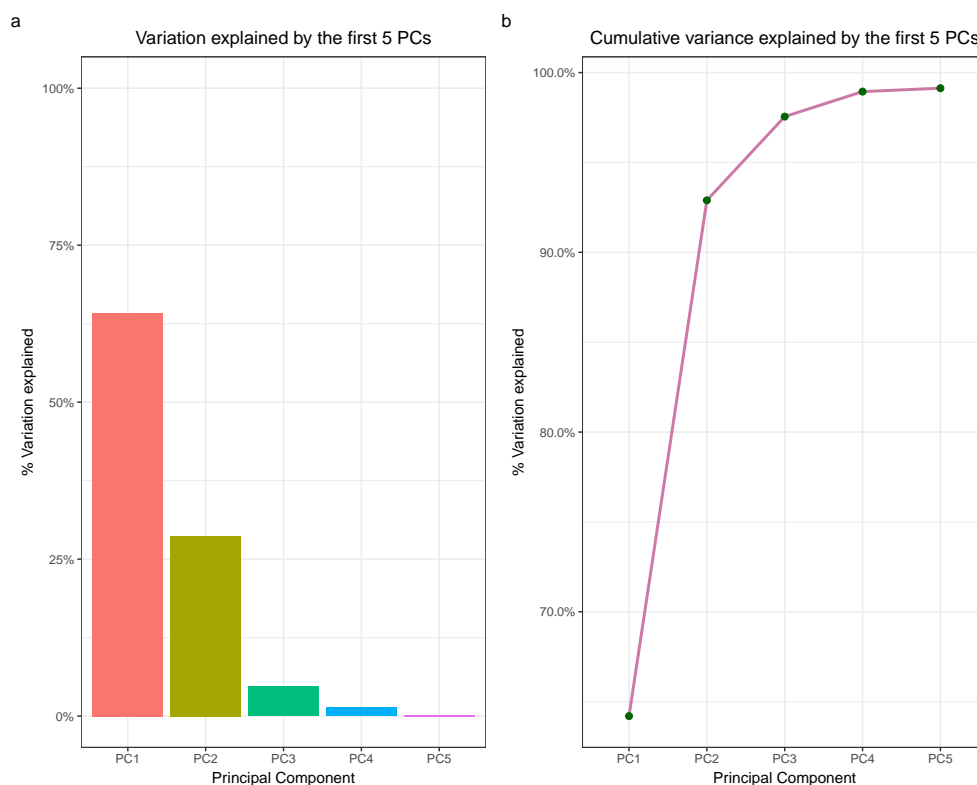 a
Variation explained by the first 5 PCs
100%
75%
50%
25%
0%
% Variation explained
PC1 PC2 PC3 PC4 PC5
Principal Component
b
Cumulative variance explained by the first 5 PCs
100.0%
90.0%
80.0%
70.0%
% Variation explained
PC1 PC2 PC3 PC4 PC5
Principal Component